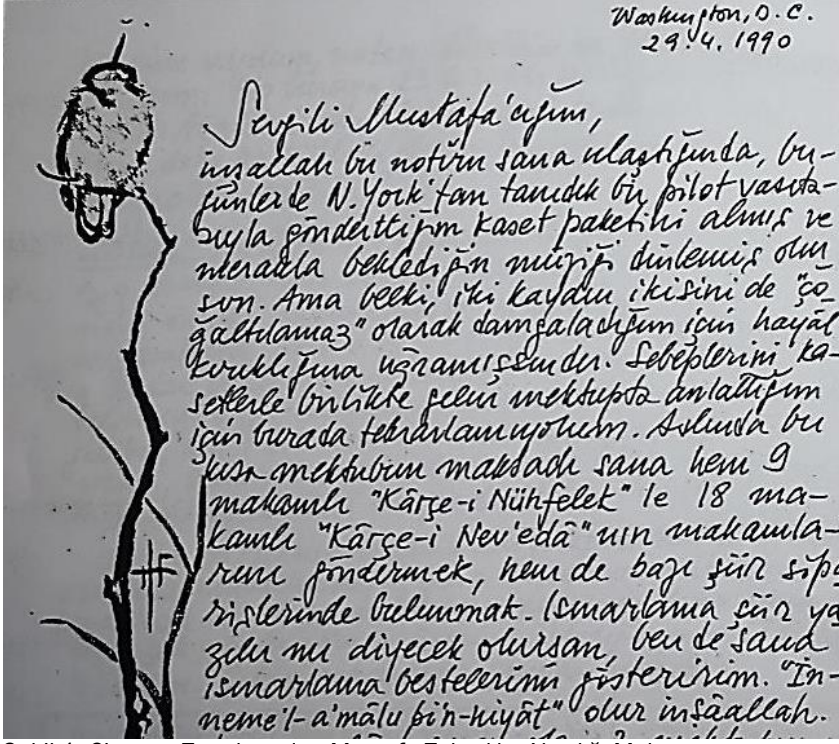 Washington, D.C.
29.4.1990
Sevgili Mustafa'cığım,
inşallah bu notum sana ulaştığında, bu-
günlerde N.York'tan tanıdık bir pilot vasıta-
sıyla gönderttiğim kaset paketini almış ve
merakla beklediğin müziği dinlemiş olur
sun. Ama belki, iki kaydın ikisini de "ço
ğaltılamaz" olarak damgaladığım için hayâl
kırıklığına uğramışsındır. Sebeplerini ka-
setlerle birlikte gelen mektupta anlattığım
için burada tekrarlamıyorum. Aslında bu
kısa mektubun maksadı sana hem 9
makamlı "Kârçe-i Nühfelek" le 18 ma-
kamlı "Kârçe-i Nev'edâ" nın makamla-
rını göndermek, hem de bazı şiir sipa
rişlerinde bulunmak. Ismarlama şiir ya
zılır mı diyecek olursan, ben de sana
ısmarlama bestelerimi gösteririm. "İn-
neme'l-a'mâlu bi'n-niyât" olur inşâallah.